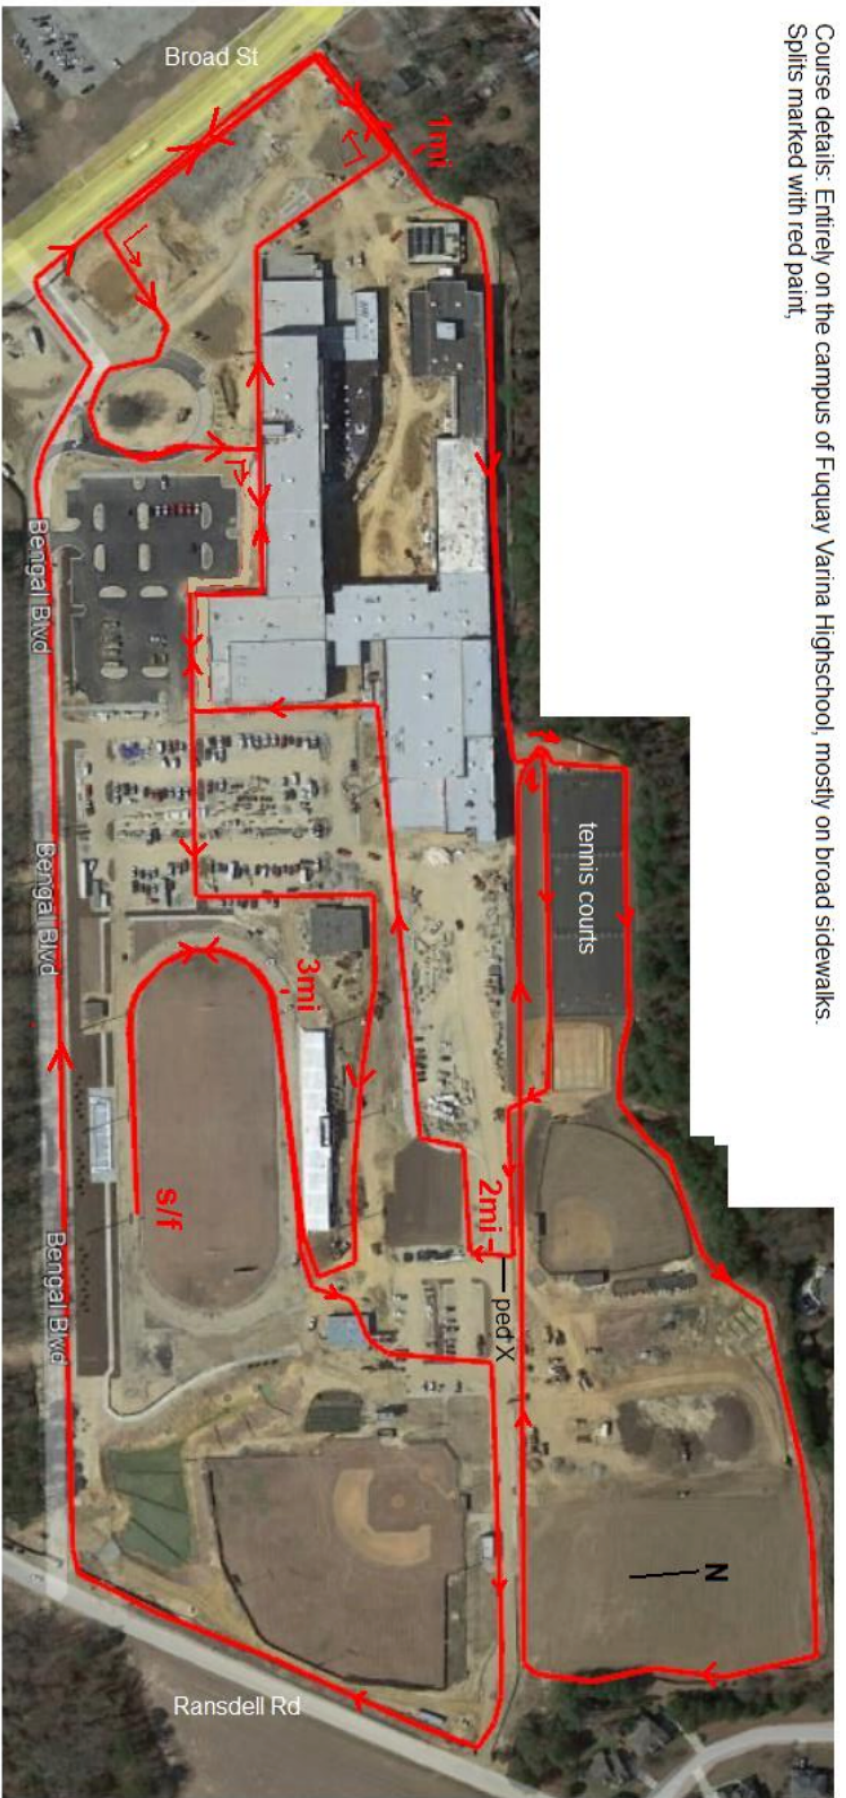 Course details: Entirely on the campus of Fuquay Varina Highschool, mostly on broad sidewalks.
Splits marked with red paint,
Broad St
1mi
Bengal Blvd
tennis courts
Bengal Blvd
3mi
s/f
2mi
ped X
Bengal Blvd
N
Ransdell Rd